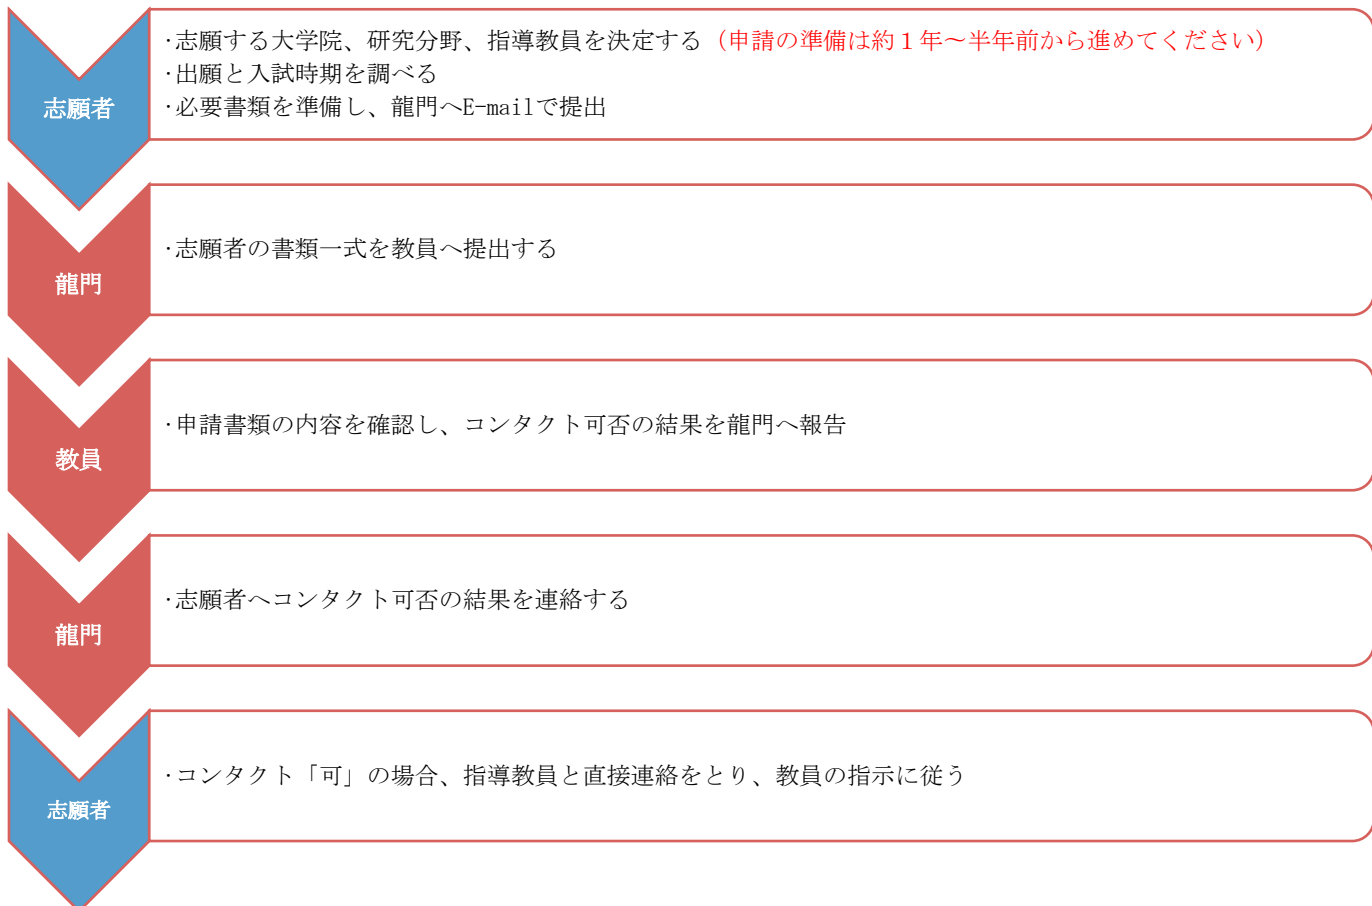 志願者
·志願する大学院、研究分野、指導教員を決定する（申請の準備は約１年～半年前から進めてください）
·出願と入試時期を調べる
·必要書類を準備し、龍門へE-mailで提出
龍門
·志願者の書類一式を教員へ提出する
教員
·申請書類の内容を確認し、コンタクト可否の結果を龍門へ報告
龍門
·志願者へコンタクト可否の結果を連絡する
志願者
·コンタクト「可」の場合、指導教員と直接連絡をとり、教員の指示に従う